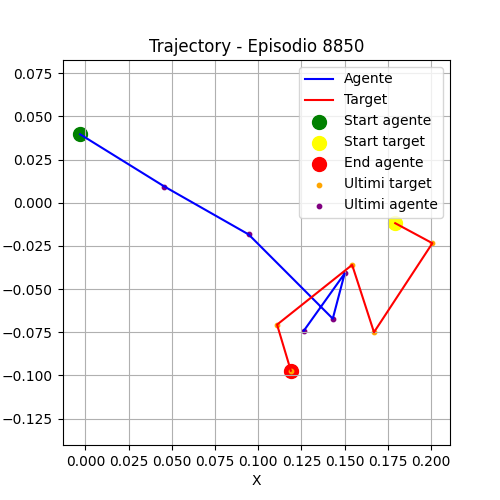 Trajectory - Episodio 8850
Agente
Target
Start agente
Start target
End agente
Ultimi target
Ultimi agente
0.075
0.050
0.025
0.000
−0.025
−0.050
−0.075
−0.100
−0.125
0.000 0.025 0.050 0.075 0.100 0.125 0.150 0.175 0.200
X